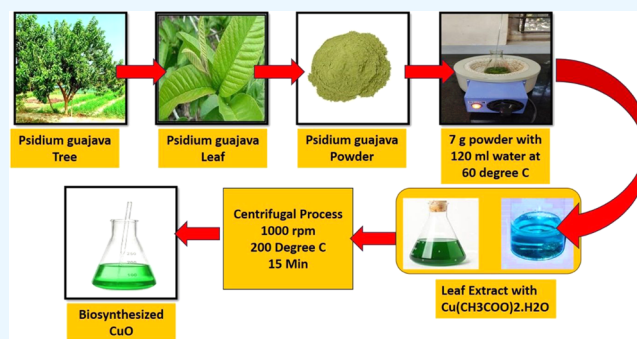 Psidium guajava
Tree
Psidium guajava
Leaf
Psidium guajava
Powder
7 g powder with
120 ml water at
60 degree C
Leaf Extract with
Cu(CH3COO)2.H2O
Centrifugal Process
1000 rpm
200 Degree C
15 Min
Biosynthesized
CuO